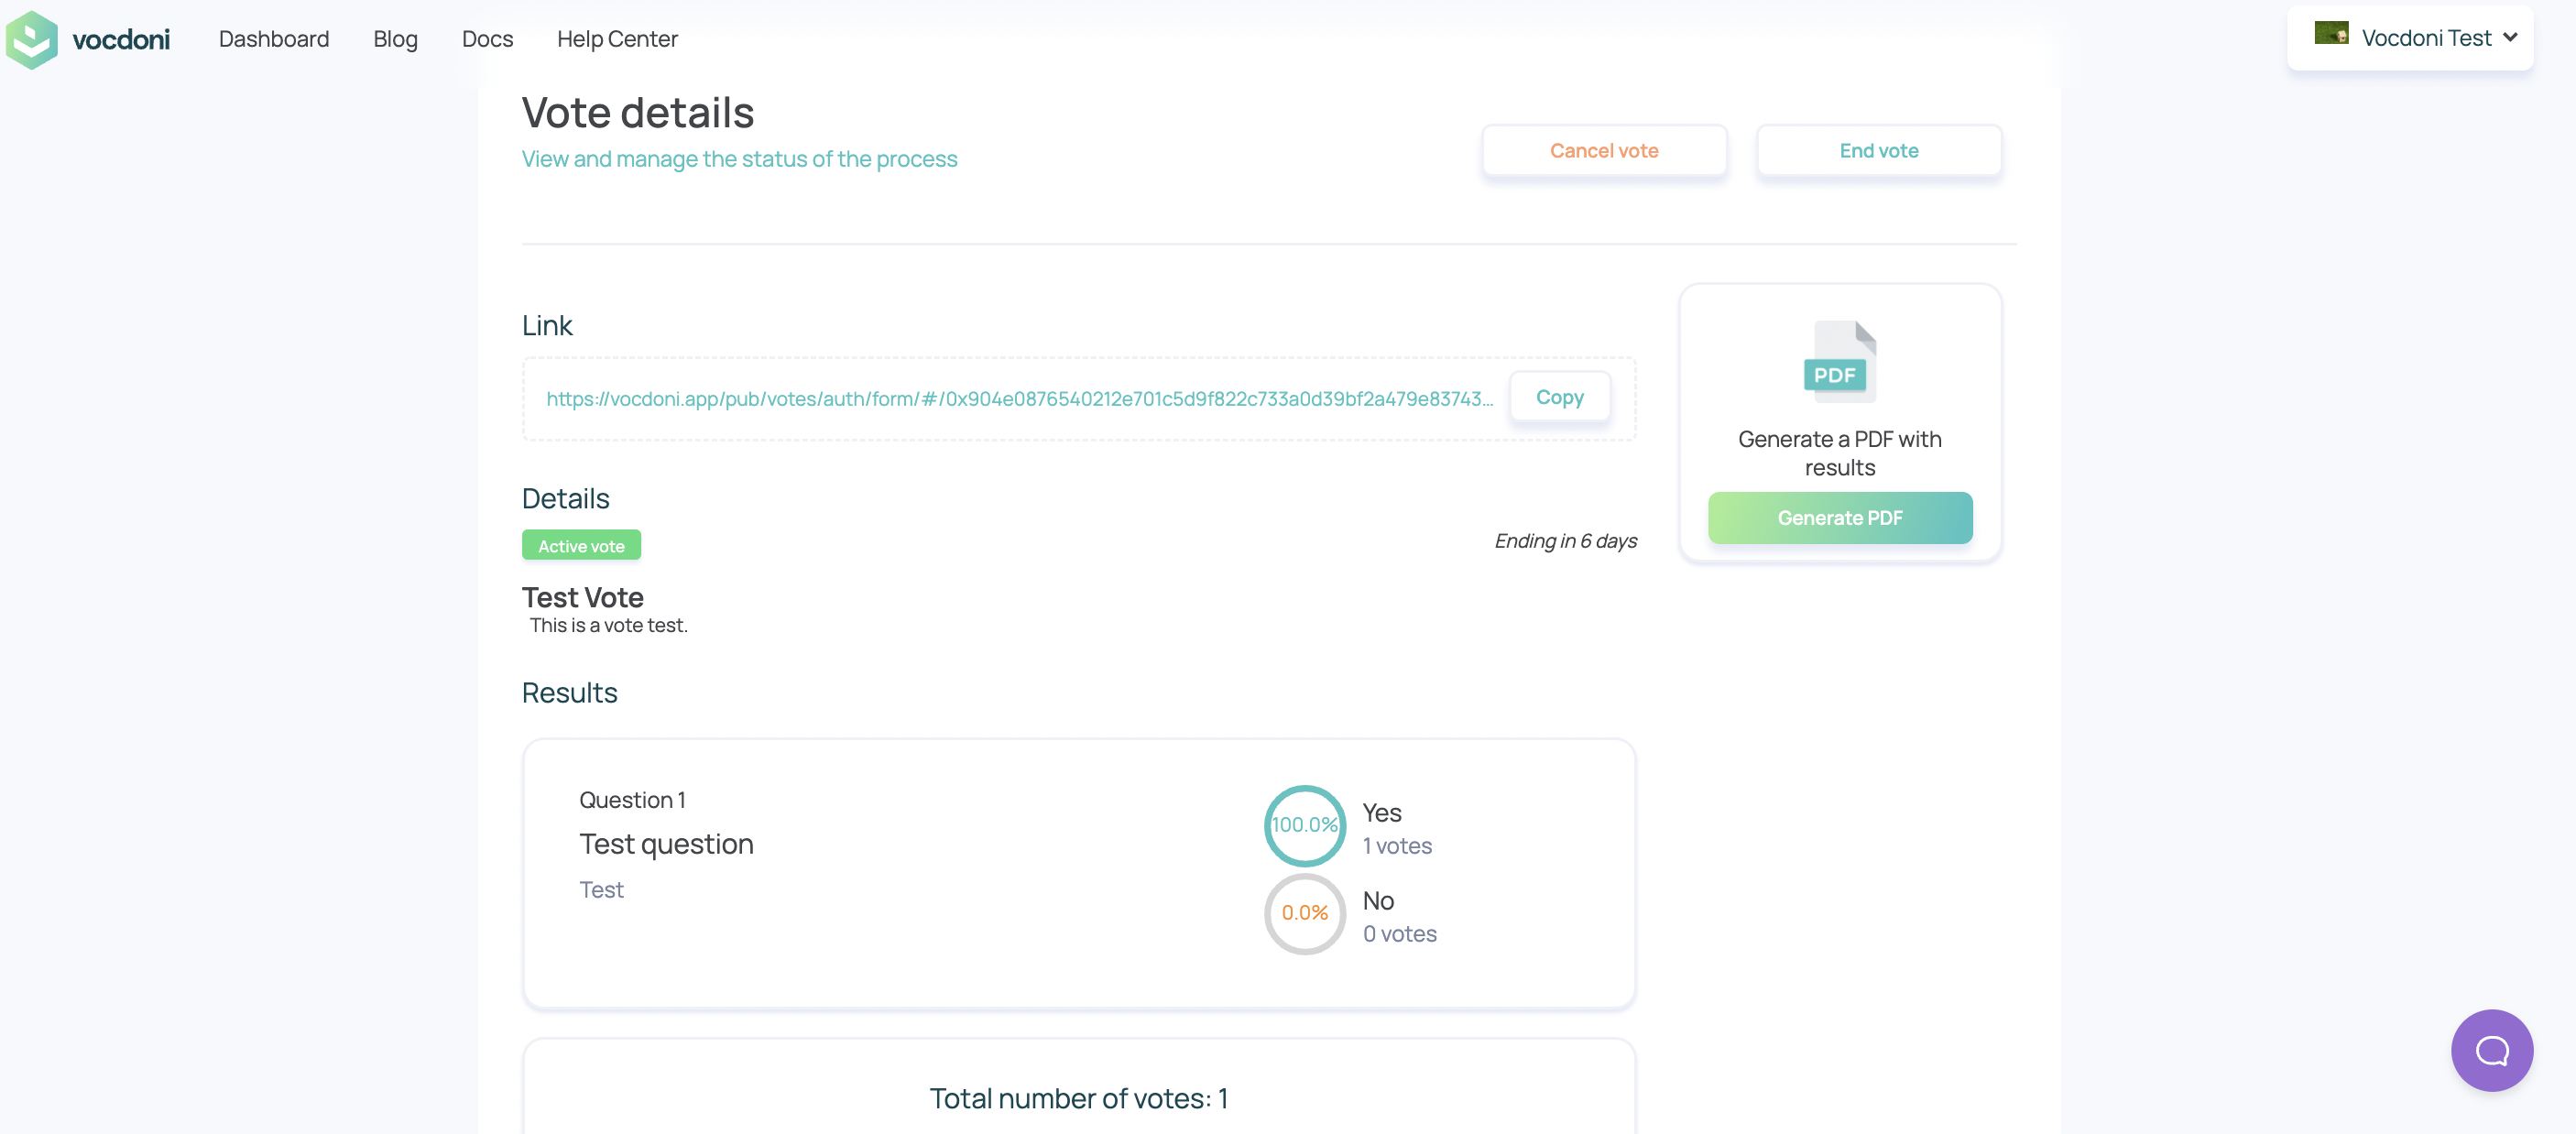 vocdoni
Dashboard
Blog
Docs
Help Center
Vocdoni Test
Vote details
View and manage the status of the process
Cancel vote
End vote
Link
https://vocdoni.app/pub/votes/auth/form/#/0x904e0876540212e701c5d9f822c733a0d39bf2a479e83743...
Copy
PDF
Generate a PDF with
results
Generate PDF
Details
Active vote
Ending in 6 days
Test Vote
This is a vote test.
Results
Question 1
Test question
Test
100.0%
Yes
1 votes
0.0%
No
0 votes
Total number of votes: 1